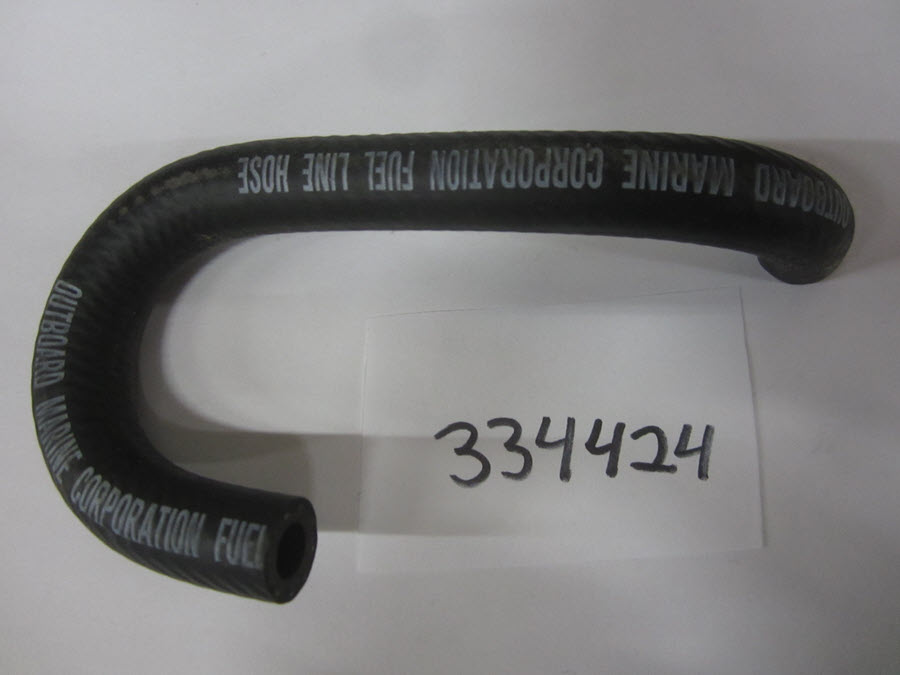 OUTBOARD MARINE CORPORATION FUEL LINE HOSE
OUTBOARD MARINE CORPORATION FUEL
334424